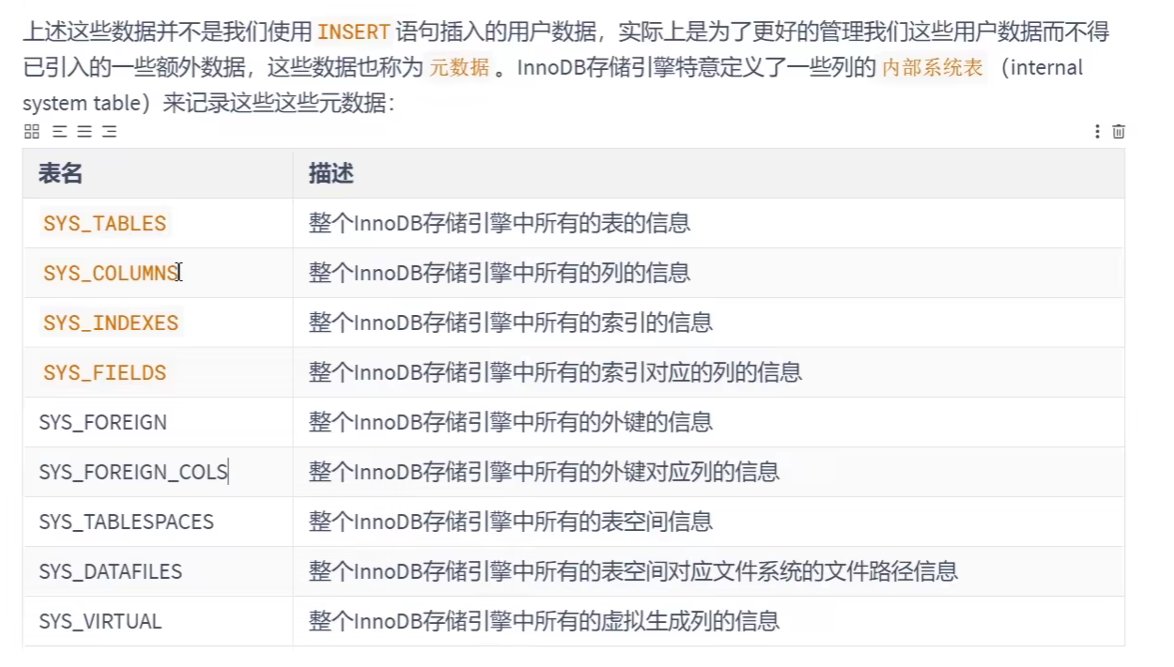 上述这些数据并不是我们使用 INSERT 语句插入的用户数据，实际上是为了更好的管理我们这些用户数据而不得
已引入的一些额外数据，这些数据也称为 元数据 。InnoDB存储引擎特意定义了一些列的 内部系统表 （internal
system table）来记录这些这些元数据：
表名 描述
SYS_TABLES 整个InnoDB存储引擎中所有的表的信息
SYS_COLUMNS 整个InnoDB存储引擎中所有的列的信息
SYS_INDEXES 整个InnoDB存储引擎中所有的索引的信息
SYS_FIELDS 整个InnoDB存储引擎中所有的索引对应的列的信息
SYS_FOREIGN 整个InnoDB存储引擎中所有的外键的信息
SYS_FOREIGN_COLS 整个InnoDB存储引擎中所有的外键对应列的信息
SYS_TABLESPACES 整个InnoDB存储引擎中所有的表空间信息
SYS_DATAFILES 整个InnoDB存储引擎中所有的表空间对应文件系统的文件路径信息
SYS_VIRTUAL 整个InnoDB存储引擎中所有的虚拟生成列的信息